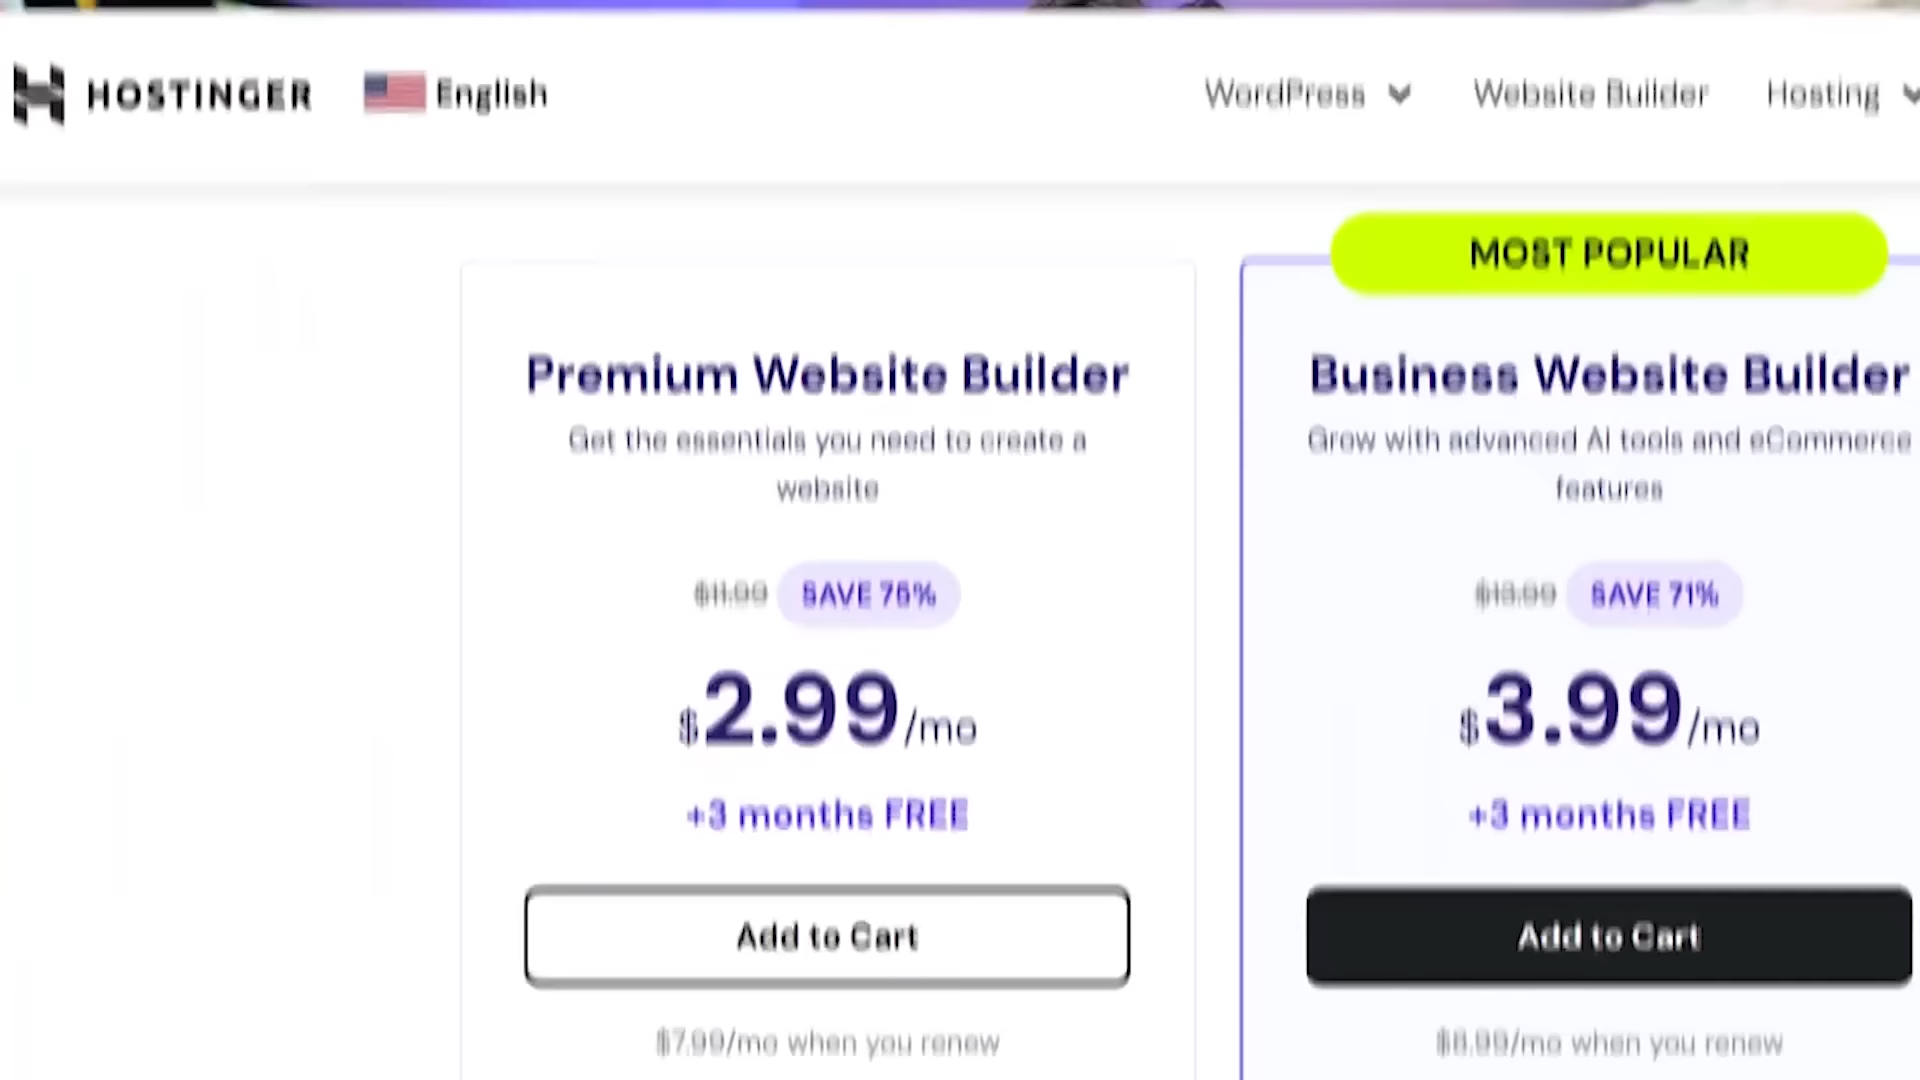 HOSTINGER English WordPress Website Builder Hosting
MOST POPULAR
Premium Website Builder
Get the essentials you need to create a
website
$11.99 SAVE 75%
$2.99/mo
+3 months FREE
Add to Cart
$7.99/mo when you renew
Business Website Builder
Grow with advanced AI tools and eCommerce
features
$13.99 SAVE 71%
$3.99/mo
+3 months FREE
Add to Cart
/mo when you renew